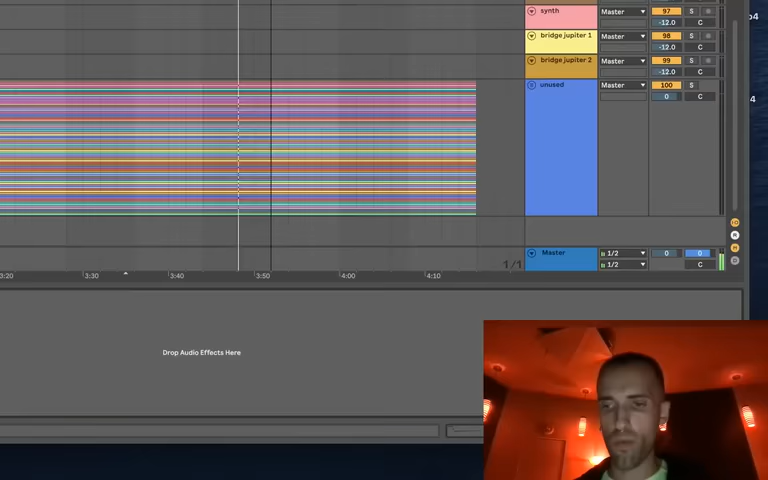 synth Master 97 S
-12.0 C
bridge jupiter 1 Master 98 S
-12.0 C
bridge jupiter 2 Master 99 S
-12.0 C
unused Master 100 S
0 C
4
Master 1/2 0 0
1/1 1/2 C
3:20 3:30 3:40 3:50 4:00 4:10
R
H
D
Drop Audio Effects Here